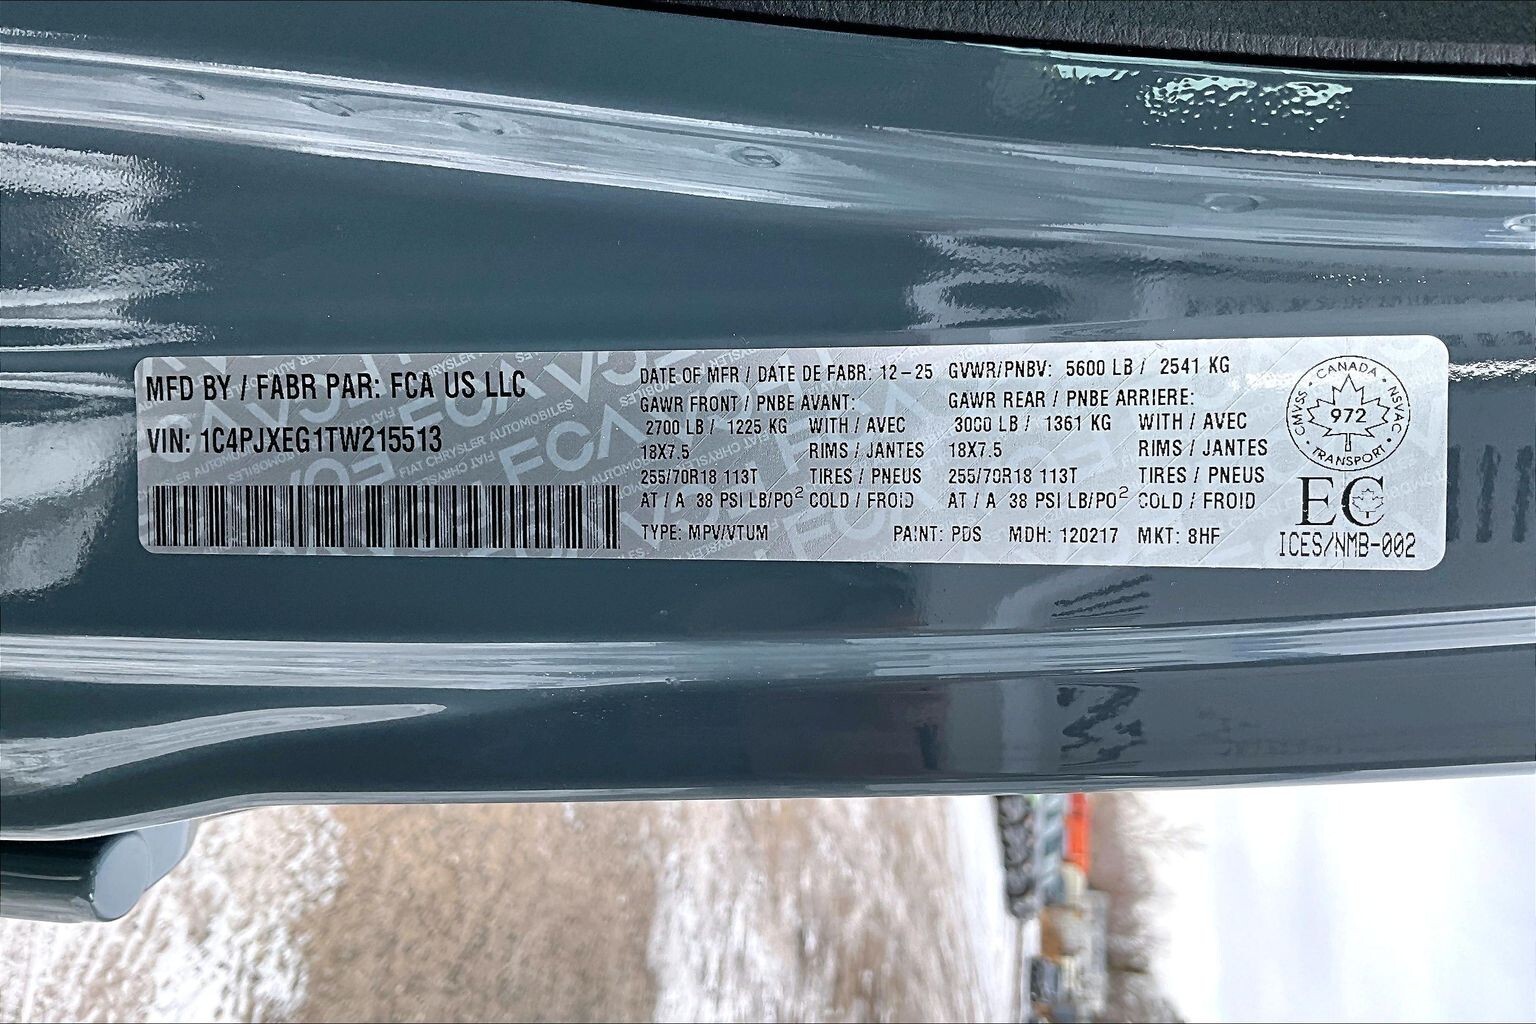 MFD BY / FABR PAR: FCA US LLC
VIN: 1C4PJXEG1TW215513
DATE OF MFR / DATE DE FABR: 12-25 GVWR/PNBV: 5600 LB / 2541 KG
GAWR FRONT / PNBE AVANT: GAWR REAR / PNBE ARRIERE:
2700 LB / 1225 KG WITH / AVEC 3000 LB / 1361 KG WITH / AVEC
18X7.5 RIMS / JANTES 18X7.5 RIMS / JANTES
255/70R18 113T TIRES / PNEUS 255/70R18 113T TIRES / PNEUS
AT / A 38 PSI LB/PO² COLD / FROID AT / A 38 PSI LB/PO² COLD / FROID
TYPE: MPV/VTUM PAINT: PDS MDH: 120217 MKT: 8HF
CANADA
CMVSS · NSVAC
972
TRANSPORT
EC
ICES/NMB-002